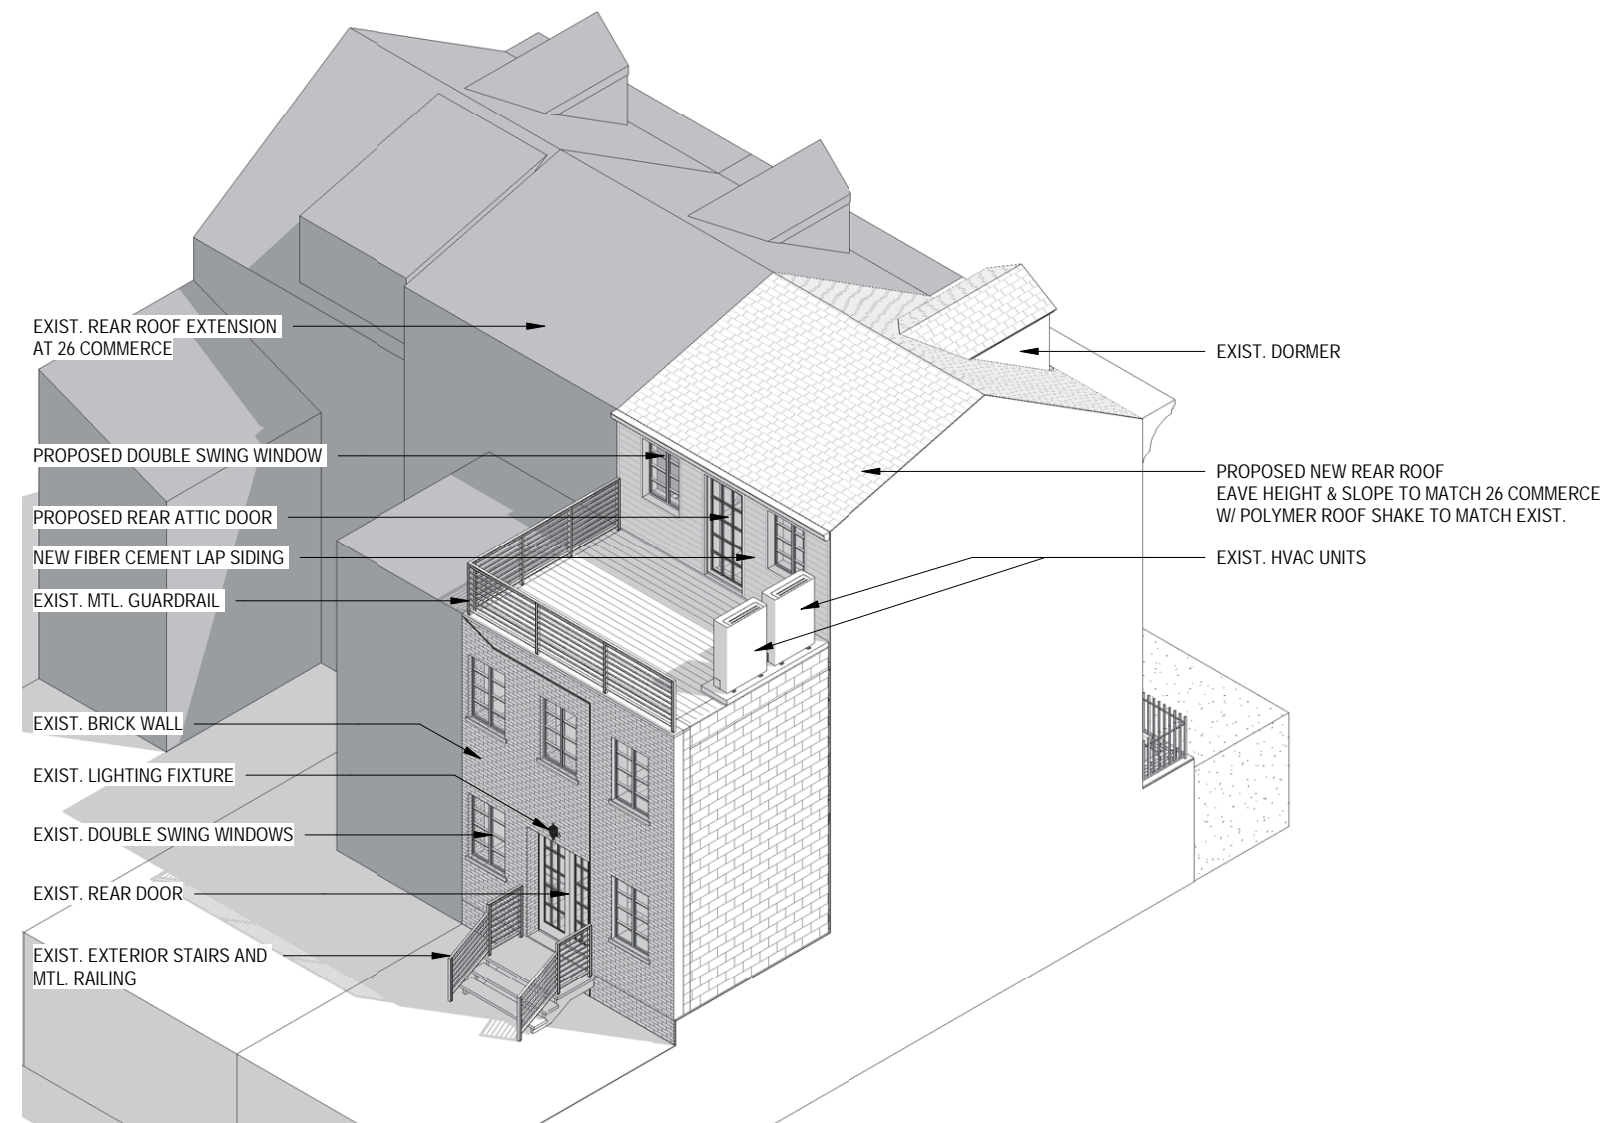 EXIST. REAR ROOF EXTENSION
AT 26 COMMERCE
PROPOSED DOUBLE SWING WINDOW
PROPOSED REAR ATTIC DOOR
NEW FIBER CEMENT LAP SIDING
EXIST. MTL. GUARDRAIL
EXIST. BRICK WALL
EXIST. LIGHTING FIXTURE
EXIST. DOUBLE SWING WINDOWS
EXIST. REAR DOOR
EXIST. EXTERIOR STAIRS AND
MTL. RAILING
EXIST. DORMER
PROPOSED NEW REAR ROOF
EAVE HEIGHT & SLOPE TO MATCH 26 COMMERCE
W/ POLYMER ROOF SHAKE TO MATCH EXIST.
EXIST. HVAC UNITS